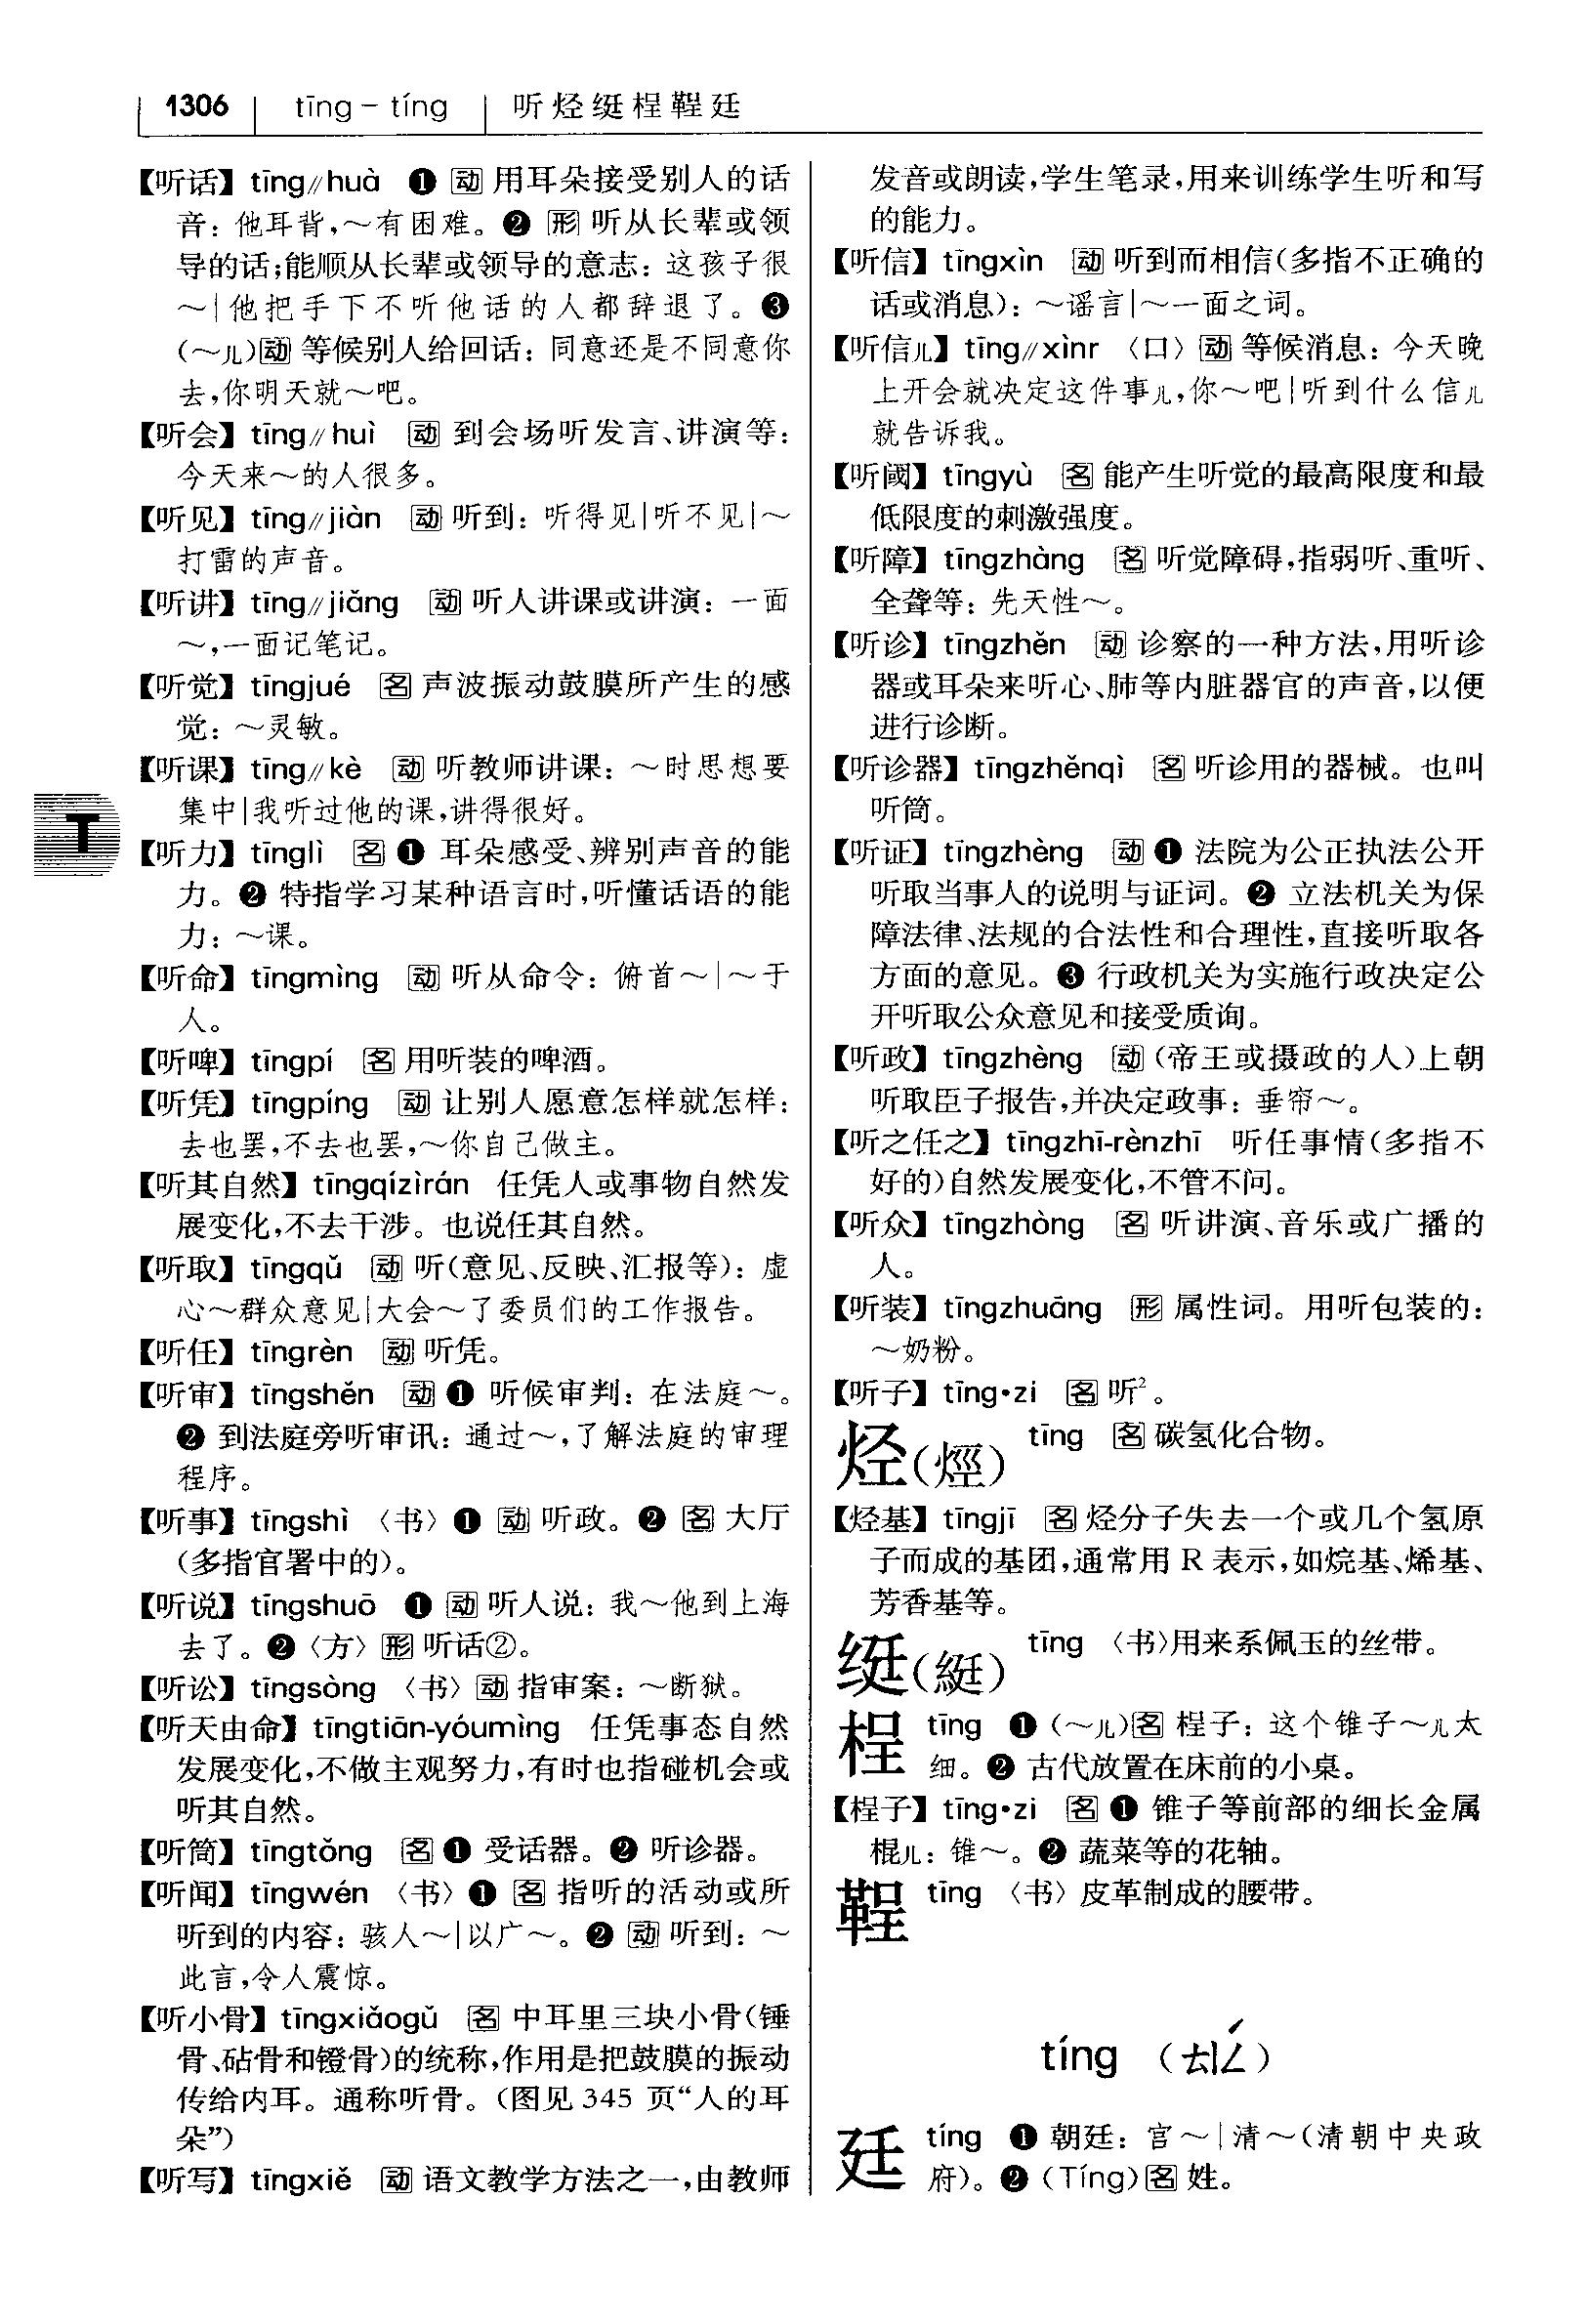 1306 tīng – tíng 听烃綎桯鞓廷
【听话】 tīng∥huà ❶ 动 用耳朵接受别人的话
音：他耳背，～有困难。❷ 形 听从长辈或领
导的话；能顺从长辈或领导的意志：这孩子很
～|他把手下不听他话的人都辞退了。❸
（～儿）动 等候别人给回话：同意还是不同意你
去，你明天就～吧。
【听会】 tīng∥huì 动 到会场听发言、讲演等：
今天来～的人很多。
【听见】 tīng∥jiàn 动 听到：听得见|听不见|～
打雷的声音。
【听讲】 tīng∥jiǎng 动 听人讲课或讲演：一面
～，一面记笔记。
【听觉】 tīngjué 名 声波振动鼓膜所产生的感
觉：～灵敏。
【听课】 tīng∥kè 动 听教师讲课：～时思想要
集中|我听过他的课，讲得很好。
T
【听力】 tīnglì 名 ❶ 耳朵感受、辨别声音的能
力。❷ 特指学习某种语言时，听懂话语的能
力：～课。
【听命】 tīngmìng 动 听从命令：俯首～|～于
人。
【听啤】 tīngpí 名 用听装的啤酒。
【听凭】 tīngpíng 动 让别人愿意怎样就怎样：
去也罢，不去也罢，～你自己做主。
【听其自然】 tīngqízìrán 任凭人或事物自然发
展变化，不去干涉。也说任其自然。
【听取】 tīngqǔ 动 听（意见、反映、汇报等）：虚
心～群众意见|大会～了委员们的工作报告。
【听任】 tīngrèn 动 听凭。
【听审】 tīngshěn 动 ❶ 听候审判：在法庭～。
❷ 到法庭旁听审讯：通过～，了解法庭的审理
程序。
【听事】 tīngshì 〈书〉❶ 动 听政。❷ 名 大厅
（多指官署中的）。
【听说】 tīngshuō ❶ 动 听人说：我～他到上海
去了。❷〈方〉形 听话②。
【听讼】 tīngsòng 〈书〉动 指审案：～断狱。
【听天由命】 tīngtiān-yóumìng 任凭事态自然
发展变化，不做主观努力，有时也指碰机会或
听其自然。
【听筒】 tīngtǒng 名 ❶ 受话器。❷ 听诊器。
【听闻】 tīngwén 〈书〉❶ 名 指听的活动或所
听到的内容：骇人～|以广～。❷ 动 听到：～
此言，令人震惊。
【听小骨】 tīngxiǎogǔ 名 中耳里三块小骨（锤
骨、砧骨和镫骨）的统称，作用是把鼓膜的振动
传给内耳。通称听骨。（图见 345 页“人的耳
朵”）
【听写】 tīngxiě 动 语文教学方法之一，由教师
发音或朗读，学生笔录，用来训练学生听和写
的能力。
【听信】 tīngxìn 动 听到而相信（多指不正确的
话或消息）：～谣言|～一面之词。
【听信儿】 tīng∥xìnr 〈口〉动 等候消息：今天晚
上开会就决定这件事儿，你～吧|听到什么信儿
就告诉我。
【听阈】 tīngyù 名 能产生听觉的最高限度和最
低限度的刺激强度。
【听障】 tīngzhàng 名 听觉障碍，指弱听、重听、
全聋等：先天性～。
【听诊】 tīngzhěn 动 诊察的一种方法，用听诊
器或耳朵来听心、肺等内脏器官的声音，以便
进行诊断。
【听诊器】 tīngzhěnqì 名 听诊用的器械。也叫
听筒。
【听证】 tīngzhèng 动 ❶ 法院为公正执法公开
听取当事人的说明与证词。❷ 立法机关为保
障法律、法规的合法性和合理性，直接听取各
方面的意见。❸ 行政机关为实施行政决定公
开听取公众意见和接受质询。
【听政】 tīngzhèng 动 （帝王或摄政的人）上朝
听取臣子报告，并决定政事：垂帘～。
【听之任之】 tīngzhī-rènzhī 听任事情（多指不
好的）自然发展变化，不管不问。
【听众】 tīngzhòng 名 听讲演、音乐或广播的
人。
【听装】 tīngzhuāng 形 属性词。用听包装的：
～奶粉。
【听子】 tīng•zi 名 听²。
烃（烴） tīng 名 碳氢化合物。
【烃基】 tīngjī 名 烃分子失去一个或几个氢原
子而成的基团，通常用 R 表示，如烷基、烯基、
芳香基等。
𬘩（綎） tīng 〈书〉用来系佩玉的丝带。
桯 tīng ❶（～儿）名 桯子：这个锥子～儿太
细。❷ 古代放置在床前的小桌。
【桯子】 tīng•zi 名 ❶ 锥子等前部的细长金属
棍儿：锥～。❷ 蔬菜等的花轴。
鞓 tīng 〈书〉皮革制成的腰带。
tíng （ㄊㄧㄥˊ）
廷 tíng ❶ 朝廷：宫～|清～（清朝中央政
府）。❷（Tíng）名 姓。